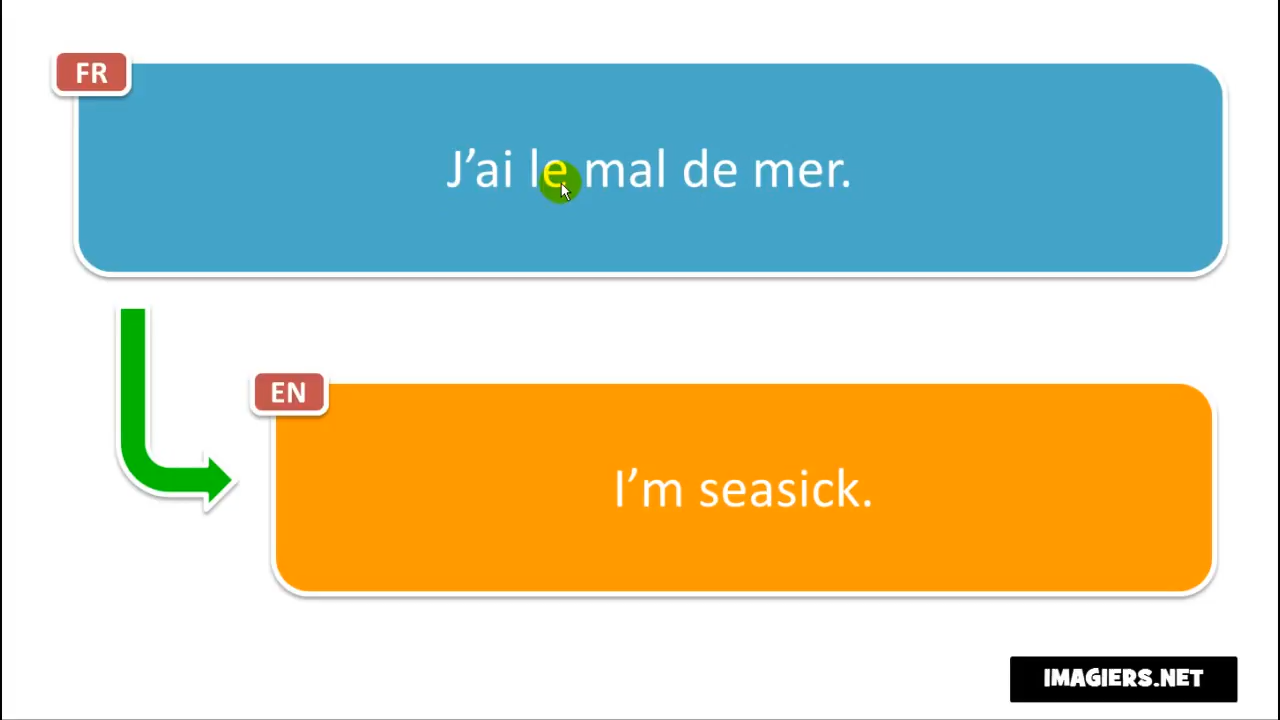 FR
J’ai le mal de mer.
EN
I’m seasick.
IMAGIERS.NET